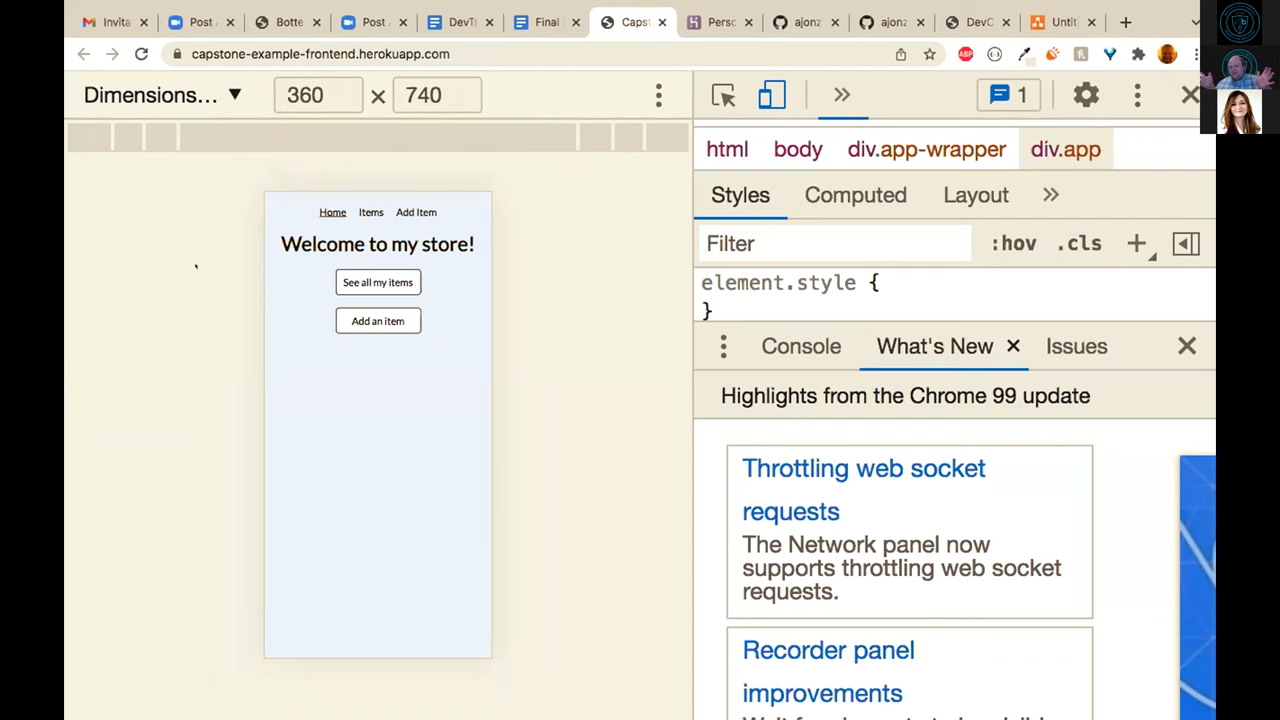 Invita
Post A
Botte
Post A
DevTa
Final
Capst
Perso
ajonz
ajonz
DevC
Untit
capstone-example-frontend.herokuapp.com
ABP
1
Dimensions... ▼ 360 × 740
html body div.app-wrapper div.app
Styles Computed Layout »
Filter :hov .cls +
element.style {
}
Home Items Add Item
Welcome to my store!
See all my items
Add an item
Console What's New × Issues
Highlights from the Chrome 99 update
Throttling web socket
requests
The Network panel now
supports throttling web socket
requests.
Recorder panel
improvements